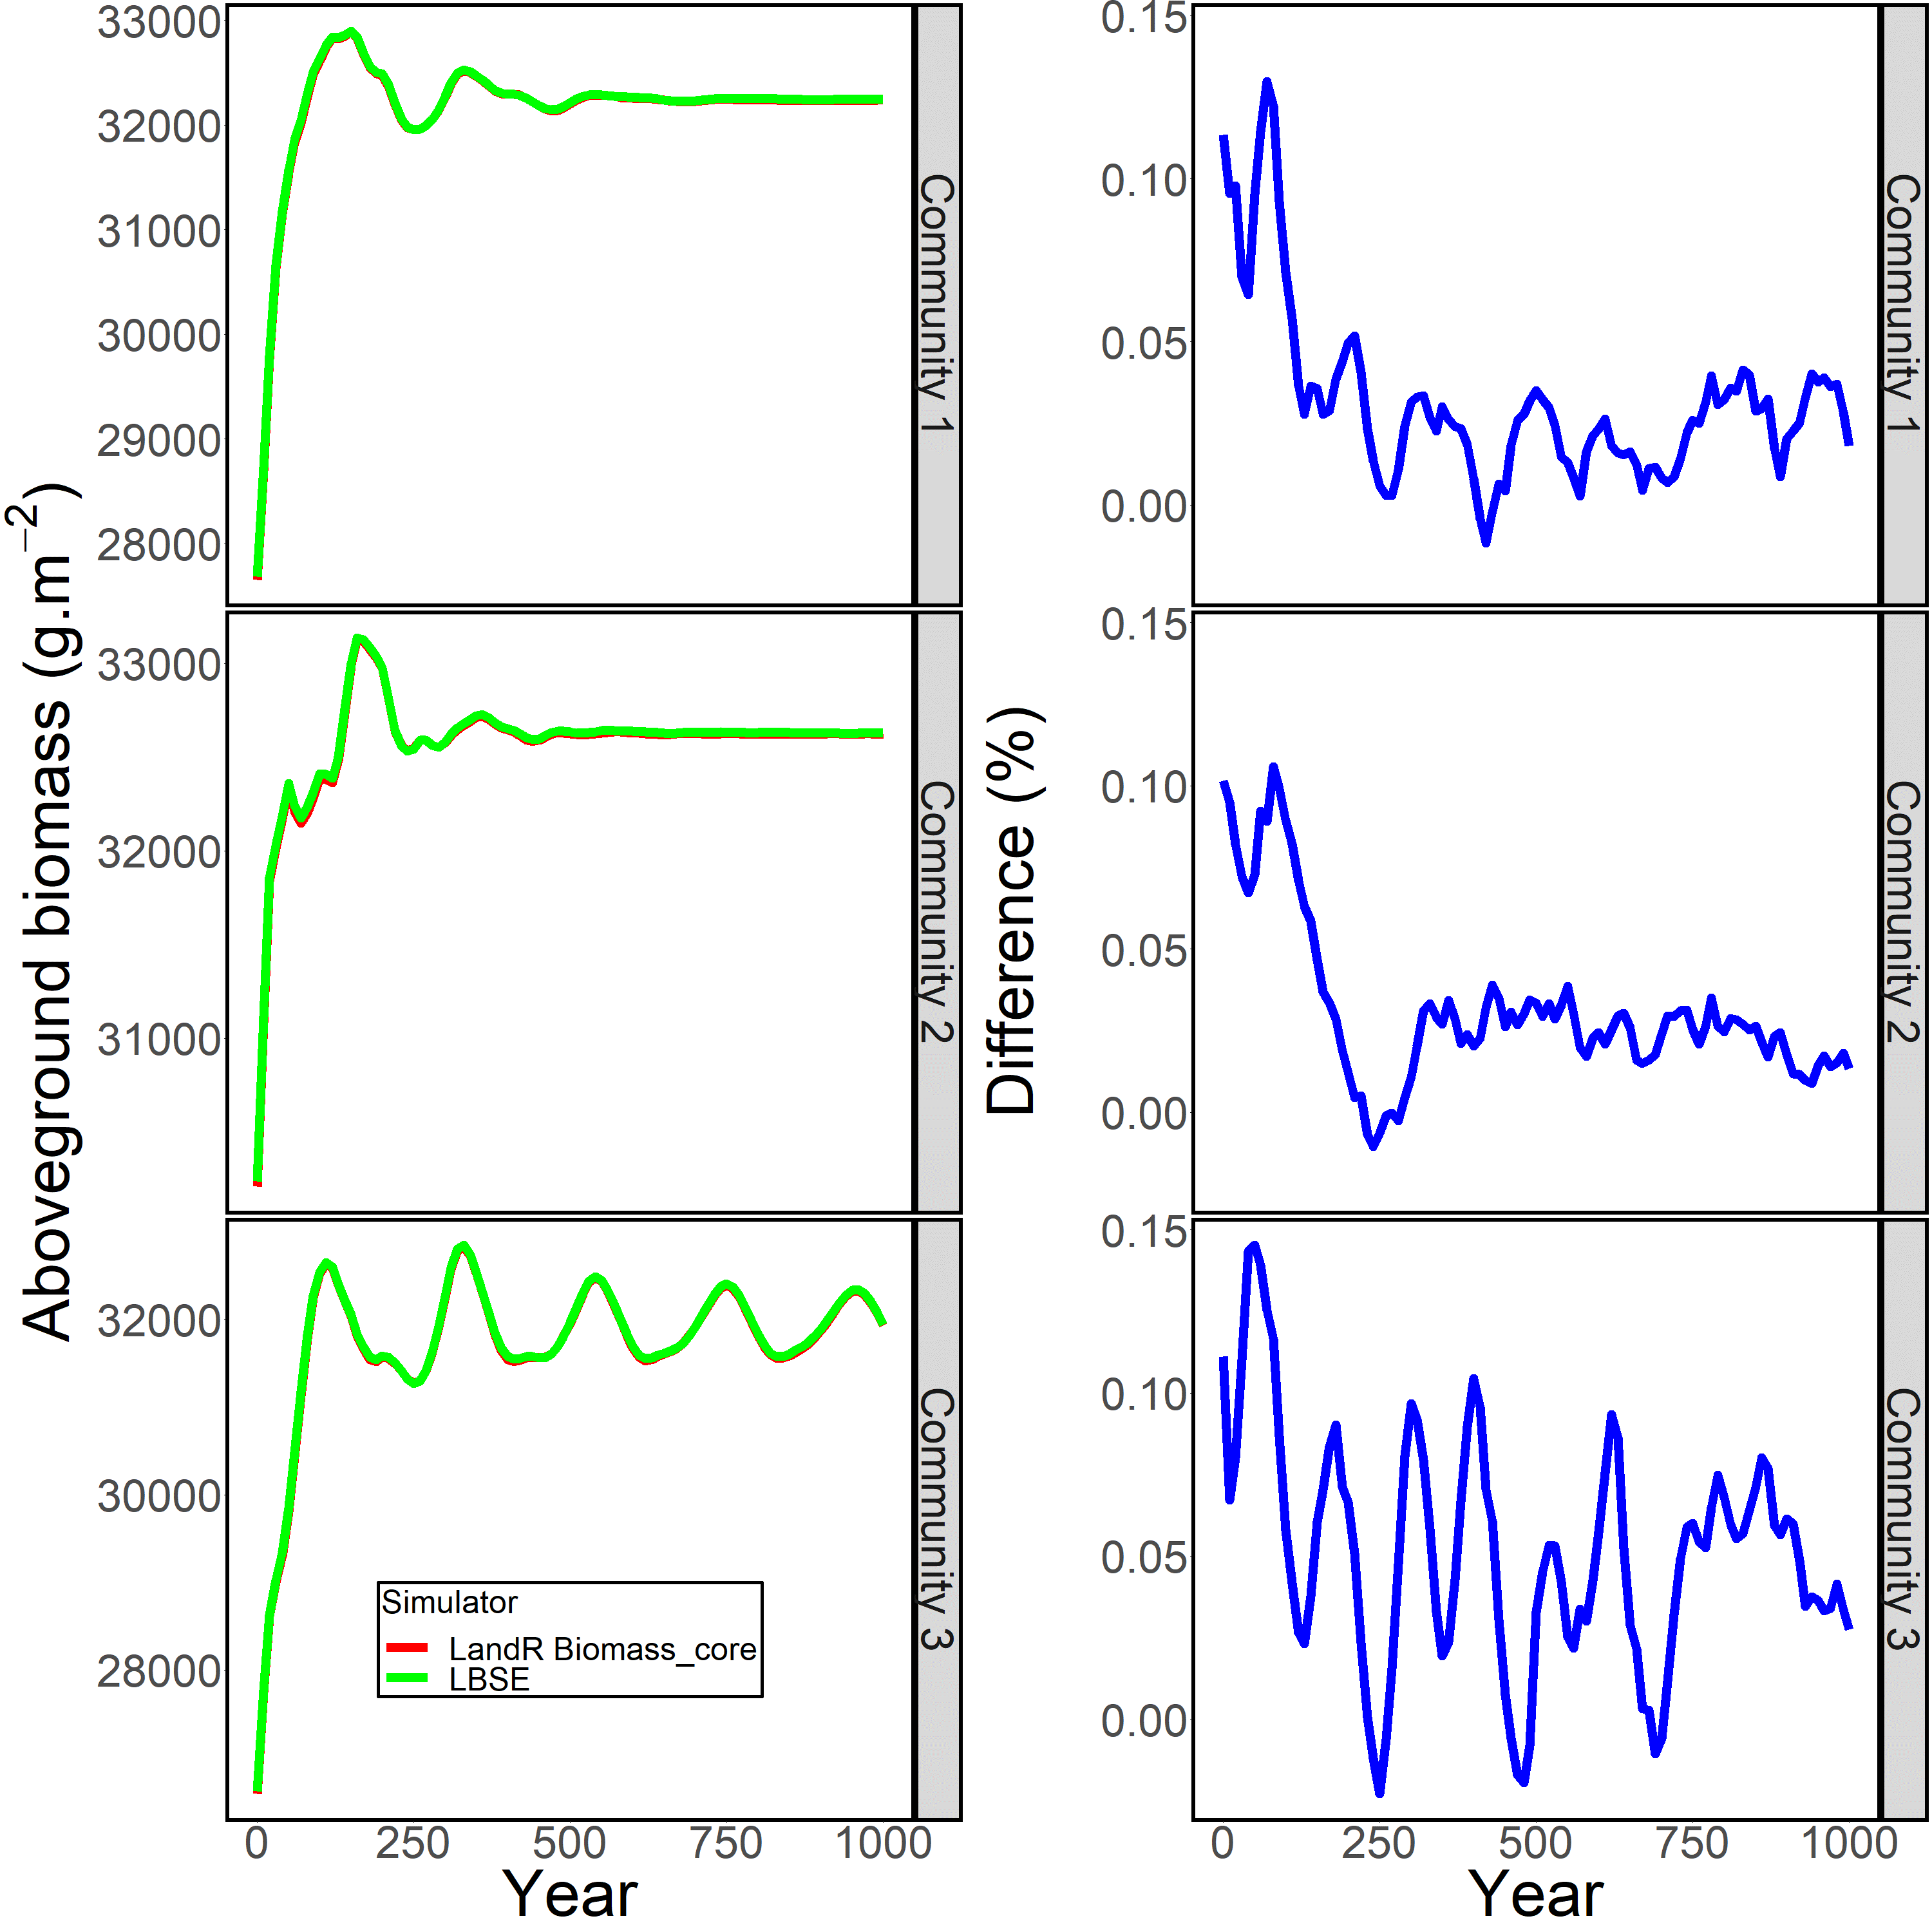 Aboveground biomass (g.m⁻²)
33000
32000
31000
30000
29000
28000
Community 1
33000
32000
31000
Community 2
32000
30000
28000
Community 3
Simulator
LandR Biomass_core
LBSE
0 250 500 750 1000
Year
Difference (%)
0.15
0.10
0.05
0.00
Community 1
0.15
0.10
0.05
0.00
Community 2
0.15
0.10
0.05
0.00
Community 3
0 250 500 750 1000
Year